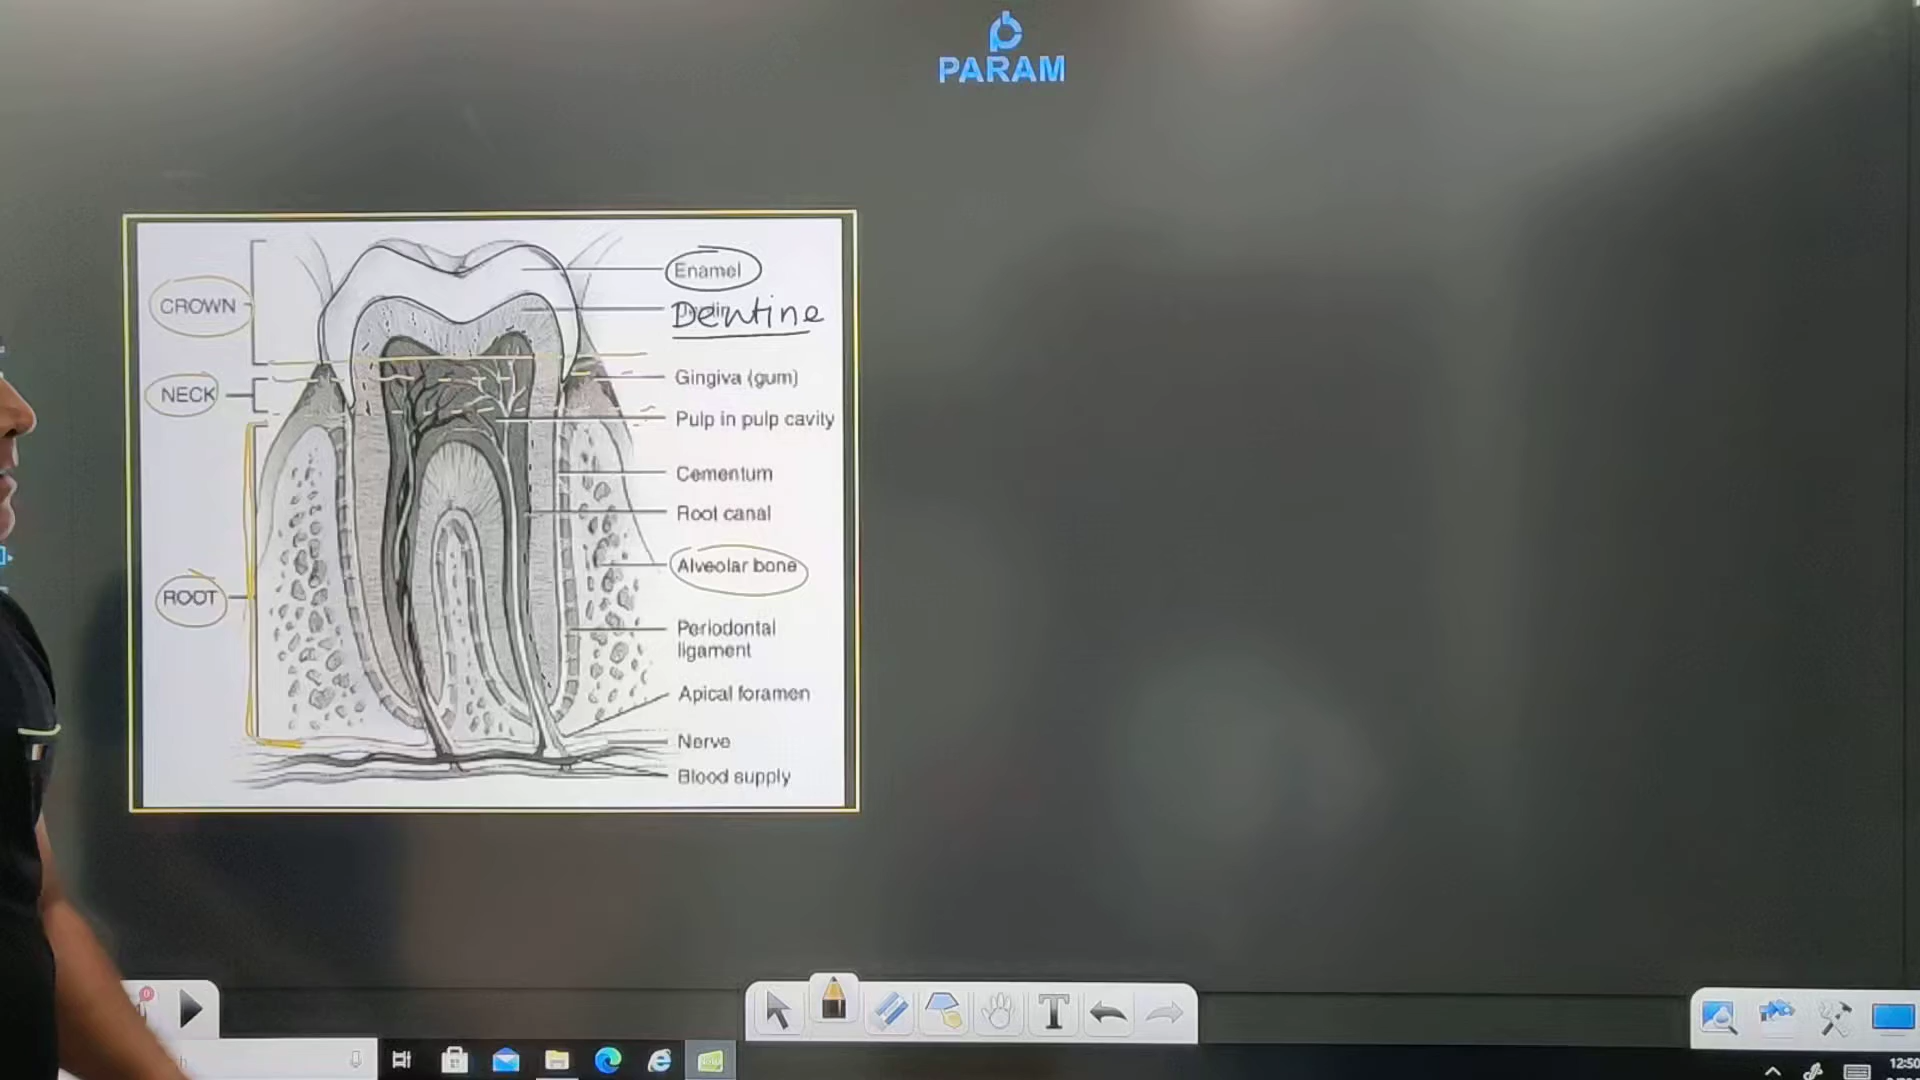 PARAM
CROWN
NECK
ROOT
Enamel
Dentine
Gingiva (gum)
Pulp in pulp cavity
Cementum
Root canal
Alveolar bone
Periodontal
ligament
Apical foramen
Nerve
Blood supply
T
12:50